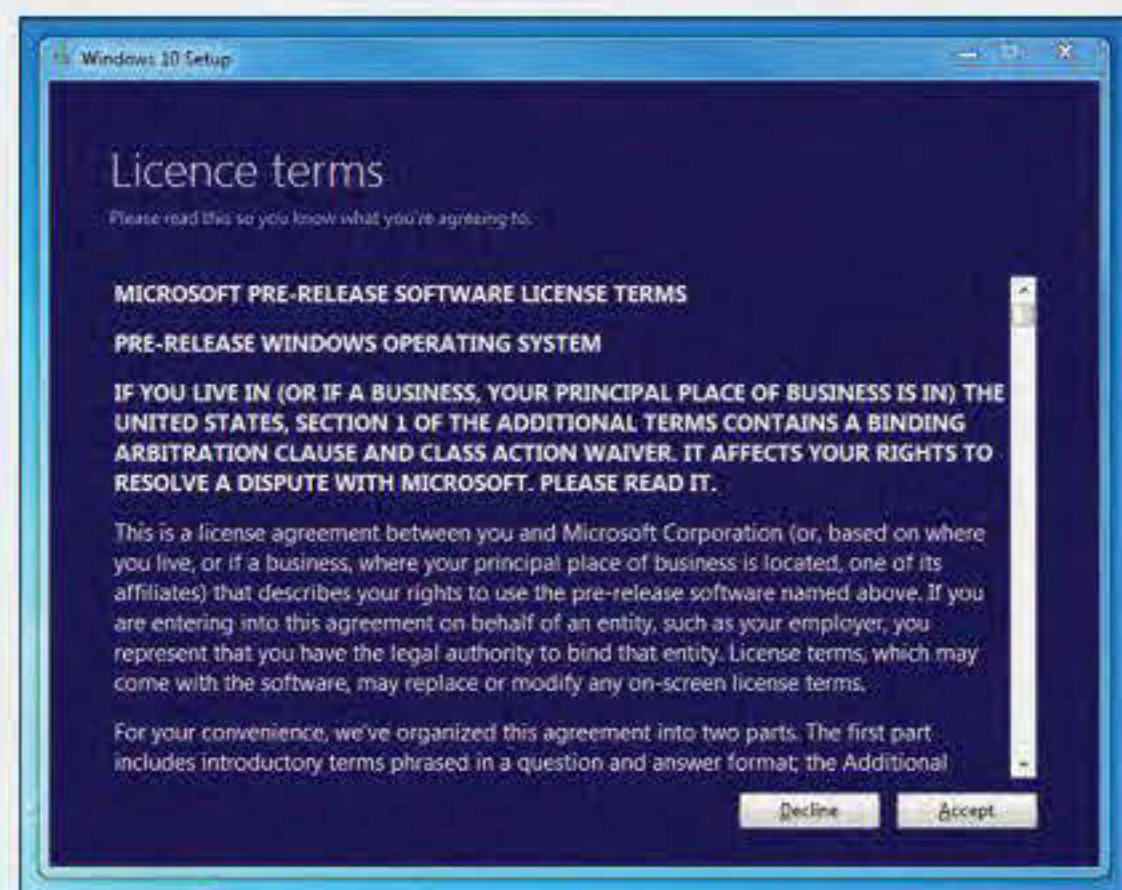 Windows 10 Setup
Licence terms
Please read this so you know what you're agreeing to.
MICROSOFT PRE-RELEASE SOFTWARE LICENSE TERMS
PRE-RELEASE WINDOWS OPERATING SYSTEM
IF YOU LIVE IN (OR IF A BUSINESS, YOUR PRINCIPAL PLACE OF BUSINESS IS IN) THE
UNITED STATES, SECTION 1 OF THE ADDITIONAL TERMS CONTAINS A BINDING
ARBITRATION CLAUSE AND CLASS ACTION WAIVER. IT AFFECTS YOUR RIGHTS TO
RESOLVE A DISPUTE WITH MICROSOFT. PLEASE READ IT.
This is a license agreement between you and Microsoft Corporation (or, based on where
you live, or if a business, where your principal place of business is located, one of its
affiliates) that describes your rights to use the pre-release software named above. If you
are entering into this agreement on behalf of an entity, such as your employer, you
represent that you have the legal authority to bind that entity. License terms, which may
come with the software, may replace or modify any on-screen license terms.
For your convenience, we've organized this agreement into two parts. The first part
includes introductory terms phrased in a question and answer format; the Additional
Decline
Accept